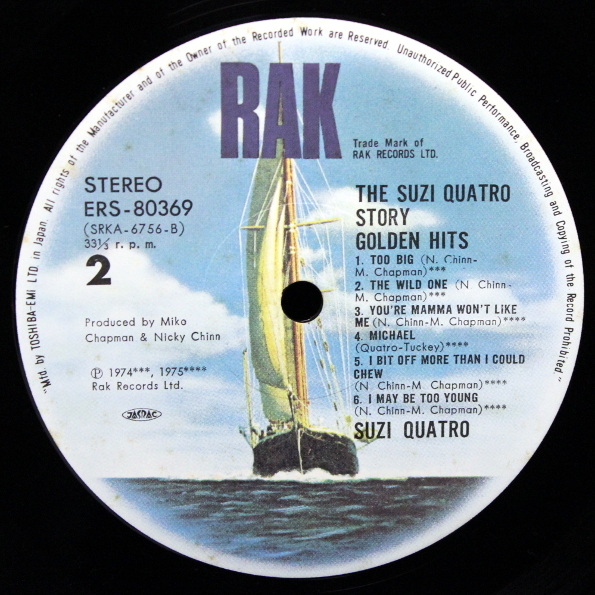 "Mfd by TOSHIBA-EMI LTD. in Japan. All rights of the Manufacturer and of the Owner of the Recorded Work are Reserved. Unauthorized Public Performance, Broadcasting and Copying of the Record Prohibited"
RAK
Trade Mark of
RAK RECORDS LTD.
STEREO
ERS-80369
(SRKA-6756-B)
33⅓ r. p. m.
2
Produced by Mike
Chapman & Nicky Chinn
Ⓟ 1974***, 1975****
Rak Records Ltd.
JASRAC
THE SUZI QUATRO
STORY
GOLDEN HITS
1. TOO BIG (N. Chinn-
M. Chapman)***
2. THE WILD ONE (N. Chinn-
M. Chapman)***
3. YOU'RE MAMMA WON'T LIKE
ME (N. Chinn-M. Chapman)****
4. MICHAEL
(Quatro-Tuckey)****
5. I BIT OFF MORE THAN I COULD
CHEW
(N. Chinn-M. Chapman)****
6. I MAY BE TOO YOUNG
(N. Chinn-M. Chapman)****
SUZI QUATRO